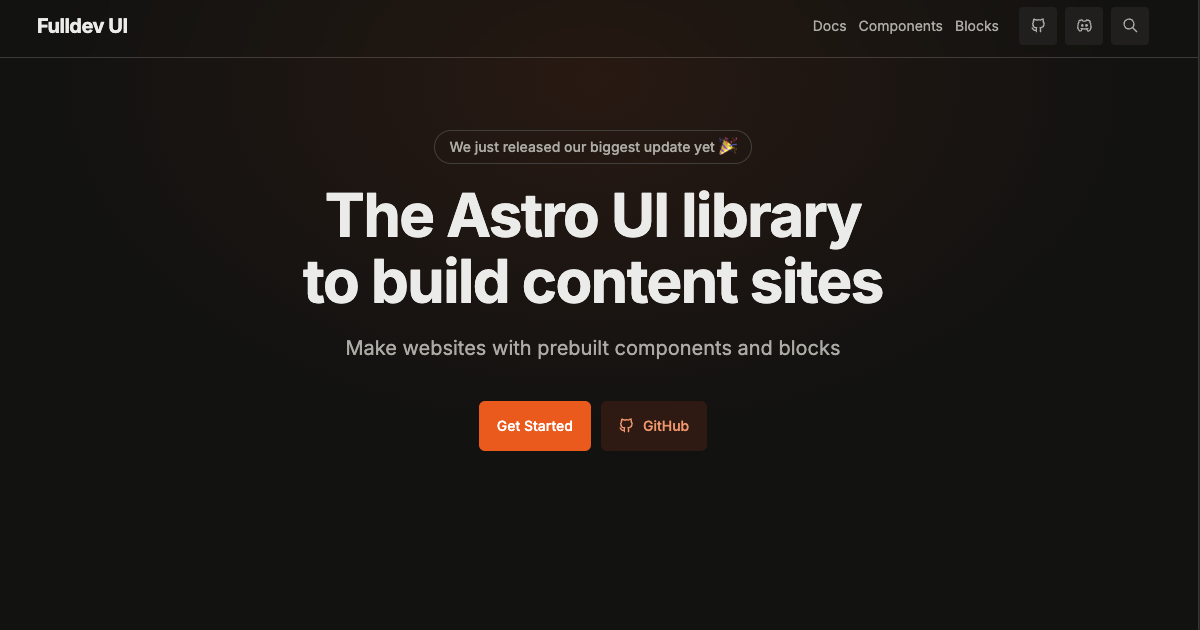 Fulldev UI
Docs Components Blocks
We just released our biggest update yet 🎉
The Astro UI library
to build content sites
Make websites with prebuilt components and blocks
Get Started GitHub